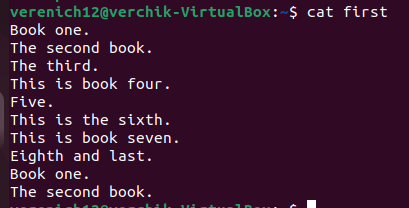 verenich12@verchik-VirtualBox:~$ cat first
Book one.
The second book.
The third.
This is book four.
Five.
This is the sixth.
This is book seven.
Eighth and last.
Book one.
The second book.
verenich12@verchik-VirtualBox:~$